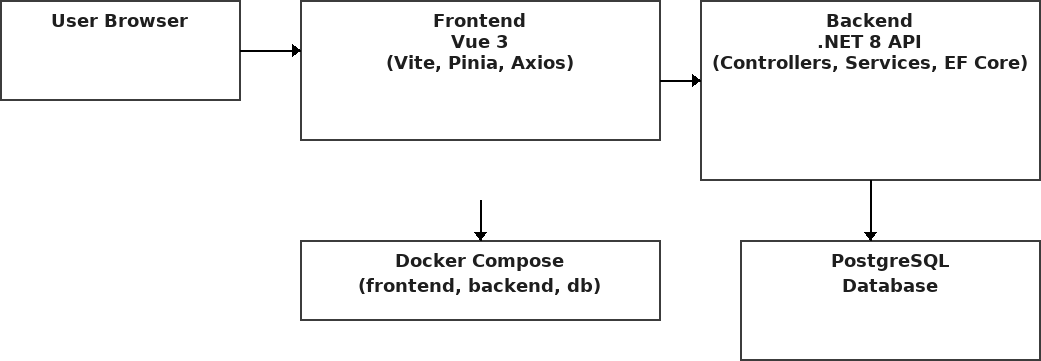 User Browser
Frontend
Vue 3
(Vite, Pinia, Axios)
Backend
.NET 8 API
(Controllers, Services, EF Core)
Docker Compose
(frontend, backend, db)
PostgreSQL
Database